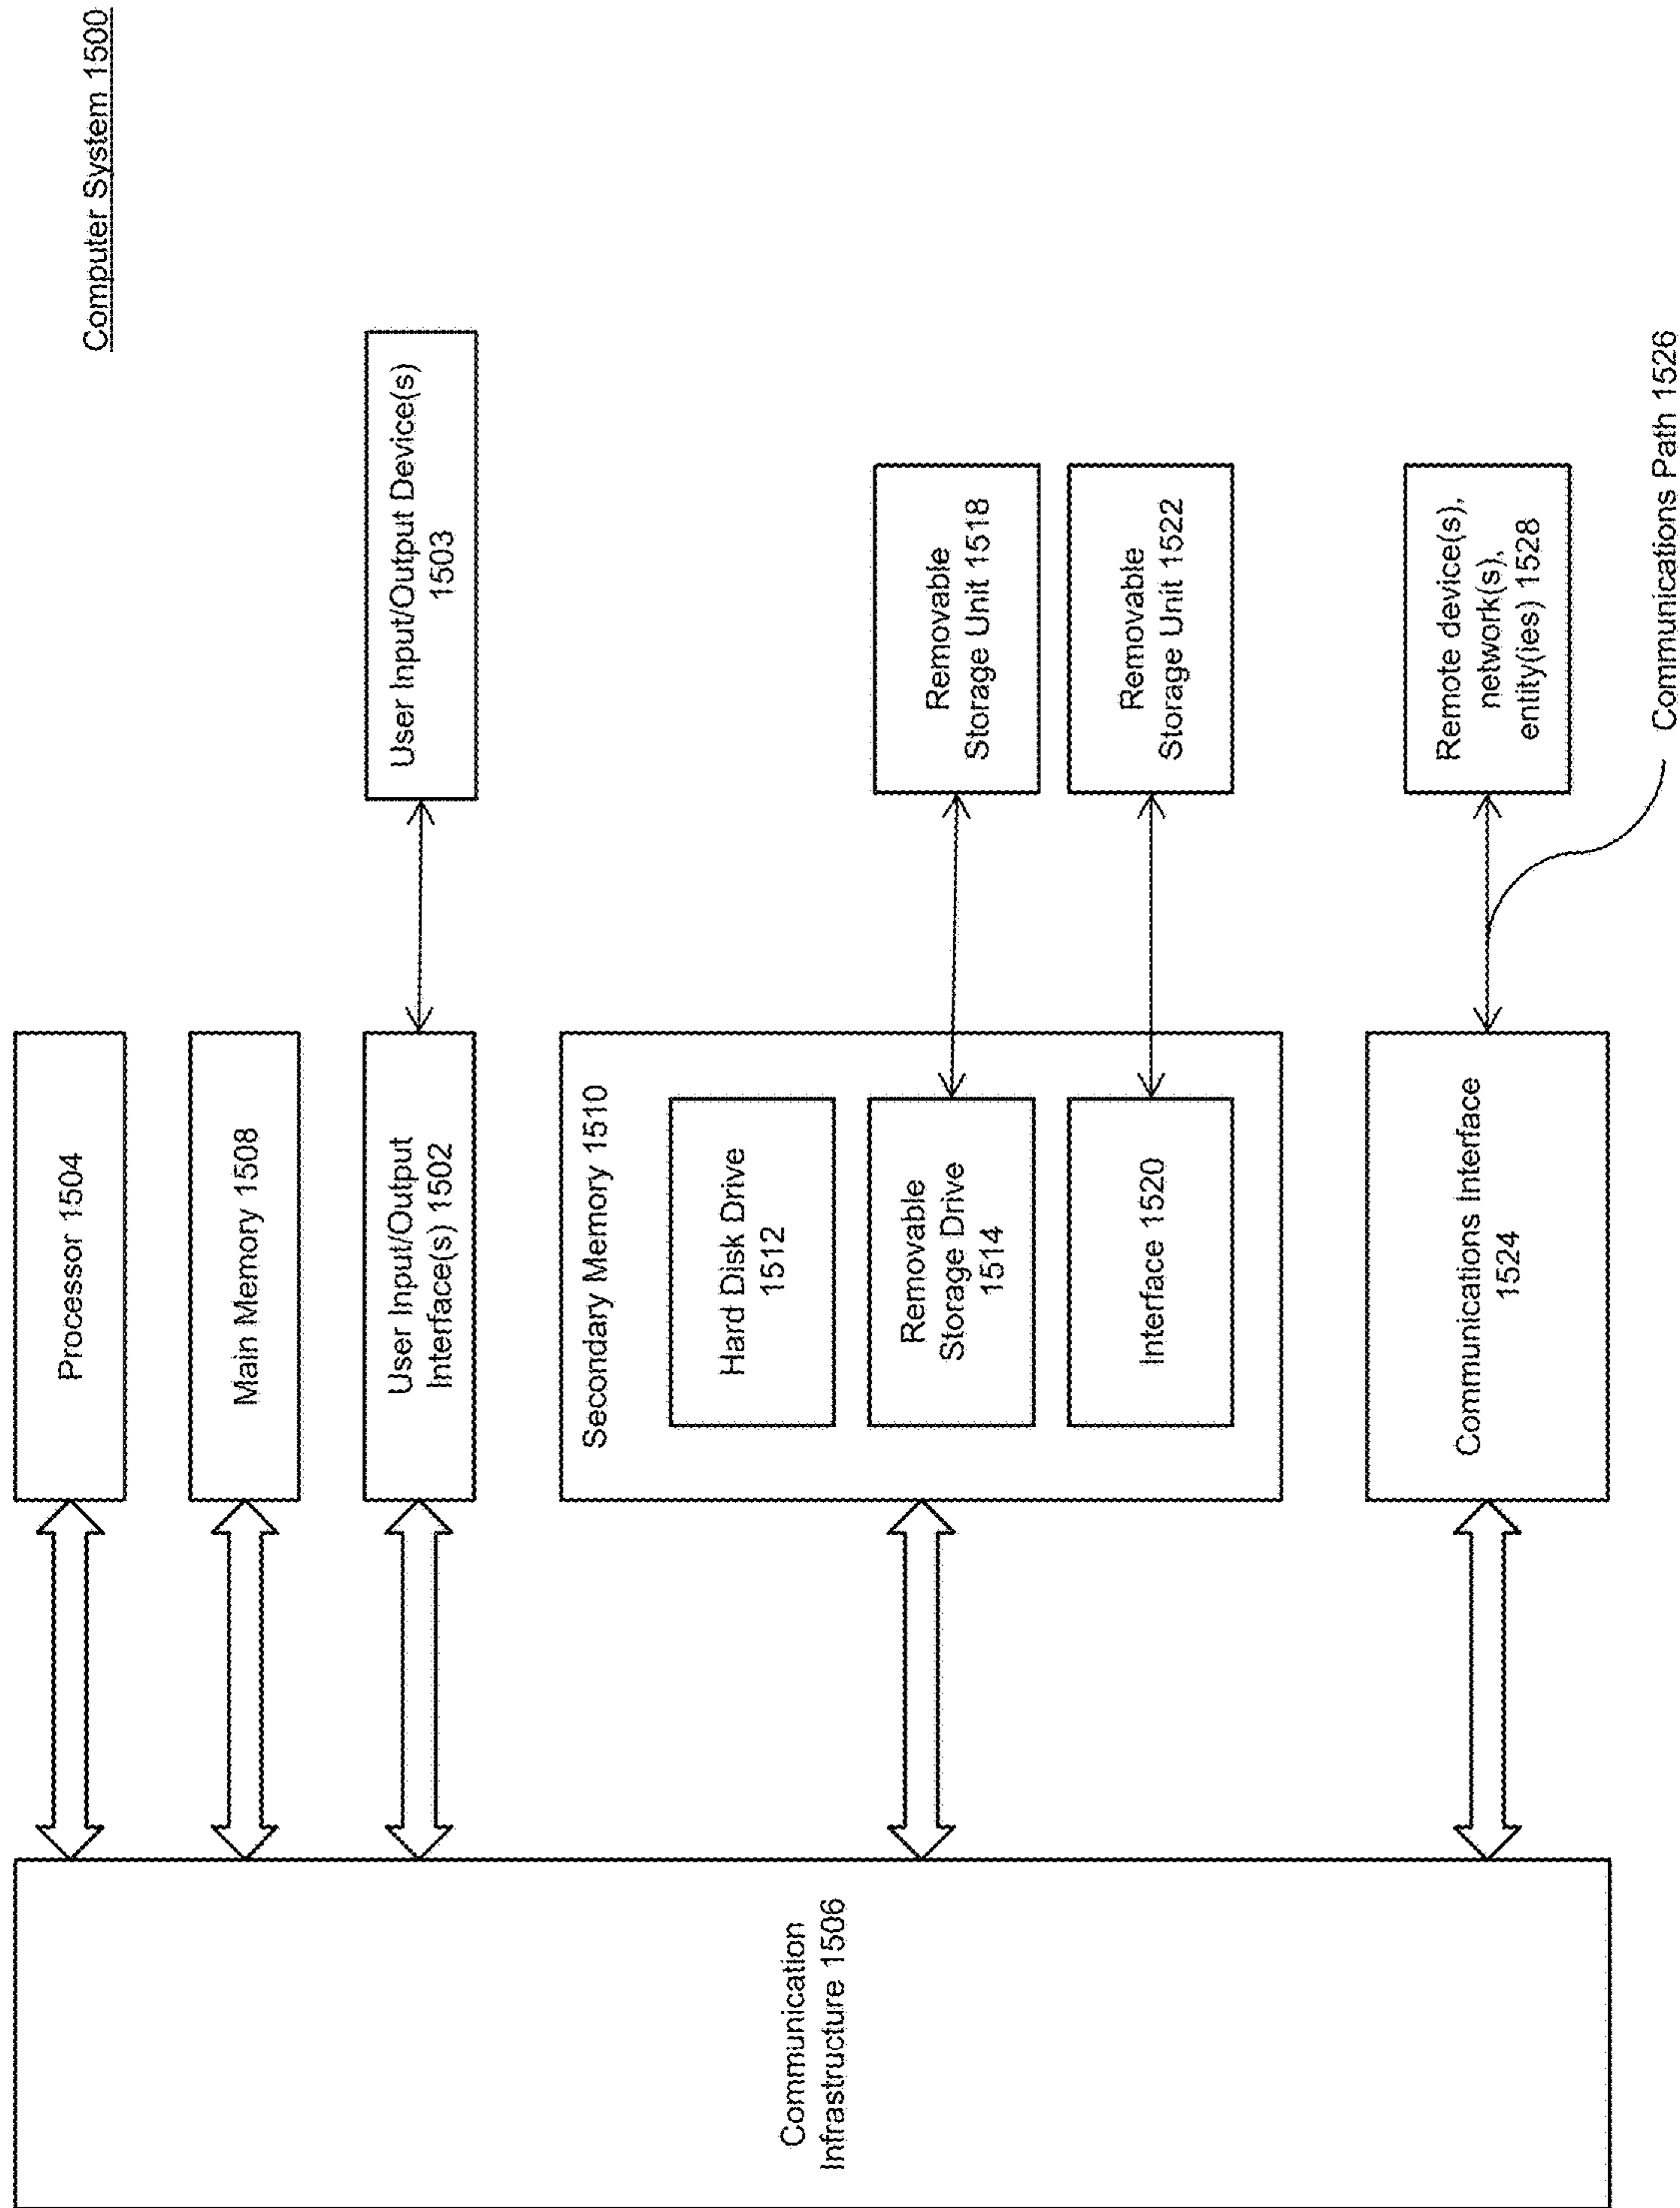 Computer System 1500
Processor 1504
Main Memory 1508
User Input/Output
Interface(s) 1502
User Input/Output Device(s)
1503
Communication
Infrastructure 1506
Secondary Memory 1510
Hard Disk Drive
1512
Removable
Storage Drive
1514
Removable
Storage Unit 1518
Interface 1520
Removable
Storage Unit 1522
Communications Interface
1524
Remote device(s),
network(s),
entity(ies) 1528
Communications Path 1526